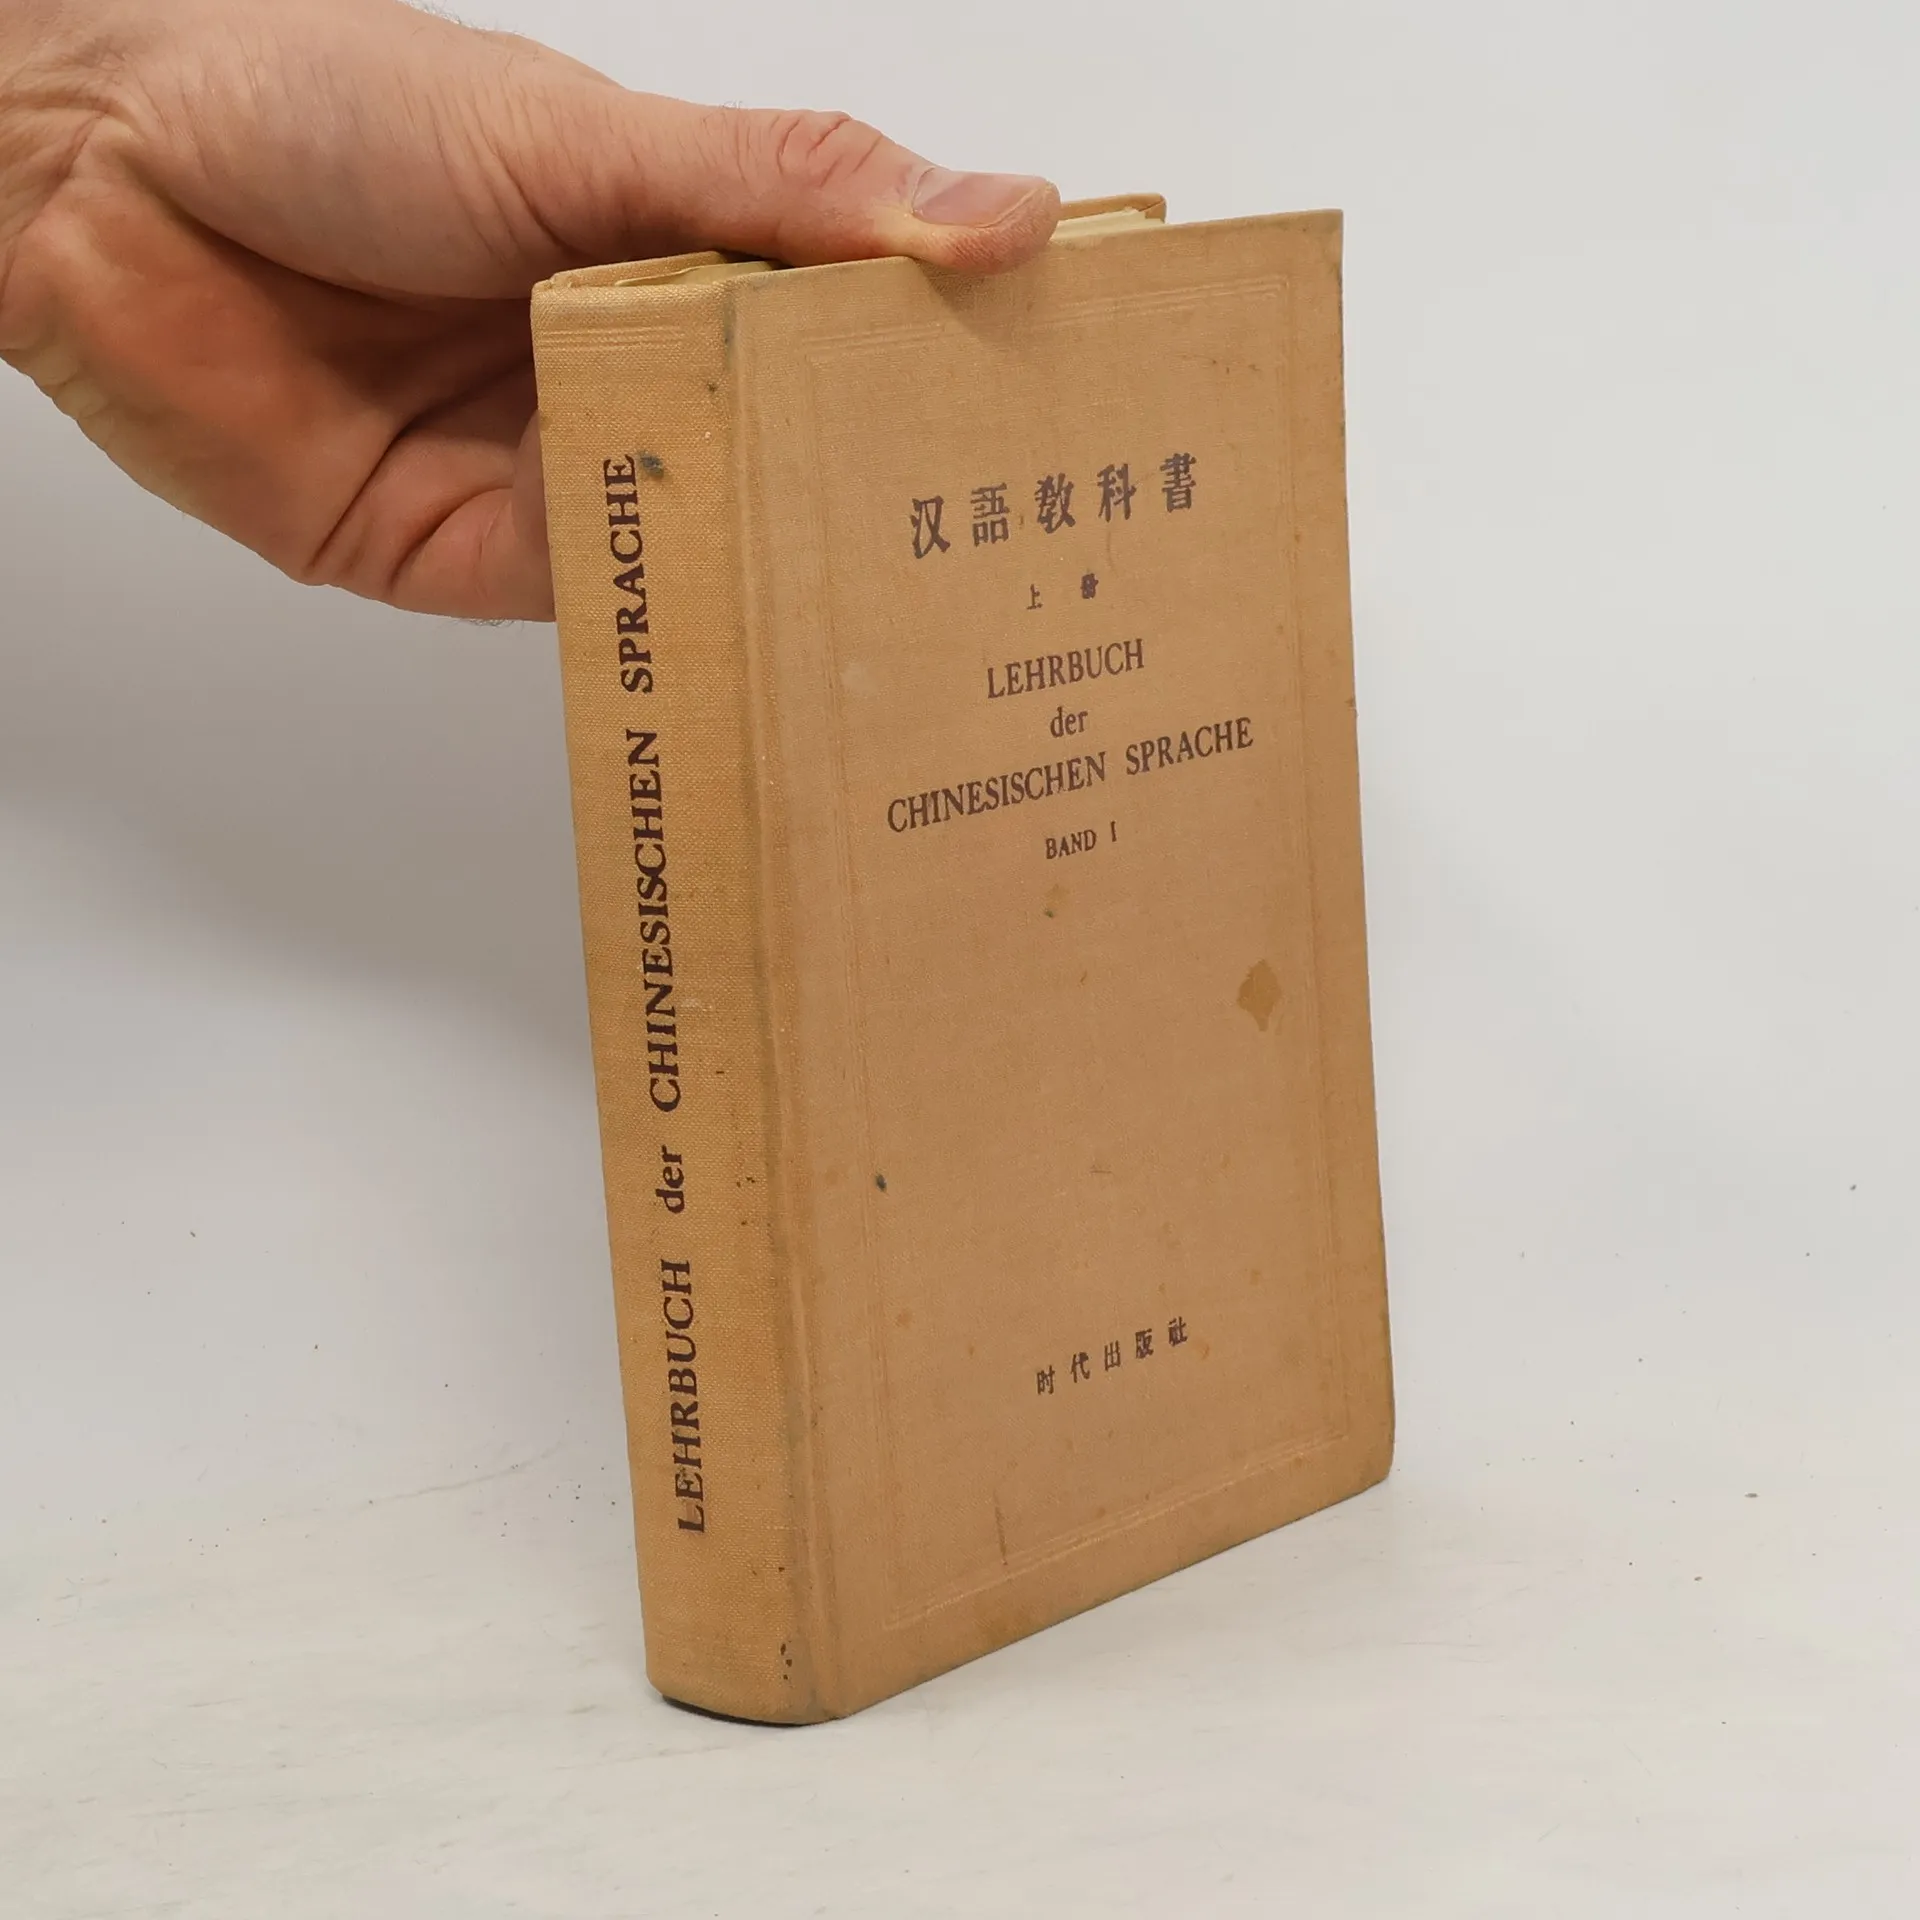 LEHRBUCH der CHINESISCHEN SPRACHE
汉語教科書
上册
LEHRBUCH
der
CHINESISCHEN SPRACHE
BAND I
时代出版社